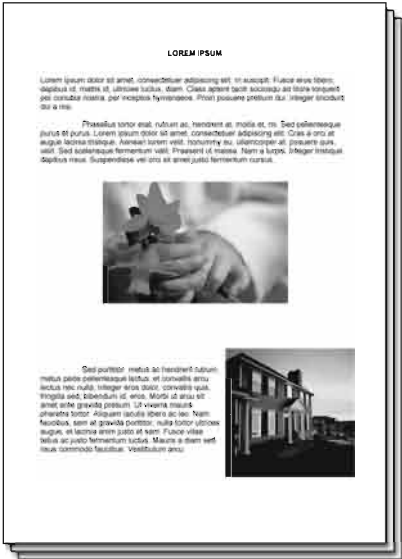 LOREM IPSUM
Lorem ipsum dolor sit amet, consectetuer adipiscing elit. In suscipit. Fusce eros libero,
dapibus id, mattis id, ultricies luctus, diam. Class aptent taciti sociosqu ad litora torquent
per conubia nostra, per inceptos hymenaeos. Proin posuere pretium dui. Integer tincidunt
dui a nisi.
Phasellus tortor erat, rutrum ac, hendrerit at, mollis et, mi. Sed pellentesque
purus et purus. Lorem ipsum dolor sit amet, consectetuer adipiscing elit. Cras a orci at
augue lacinia tristique. Aenean lorem velit, nonummy eu, ullamcorper at, posuere quis,
velit. Sed scelerisque fermentum velit. Praesent ut massa. Nam a turpis. Integer tristique
dapibus risus. Suspendisse vel orci sit amet justo fermentum cursus.
Sed porttitor metus ac hendrerit rutrum,
metus pede pellentesque lectus, et convallis arcu
lectus nec nulla. Integer eros dolor, convallis quis,
fringilla sed, bibendum id, eros. Morbi ut arcu sit
amet ante gravida pretium. Ut viverra mauris
pharetra tortor. Aliquam iaculis libero ac leo. Nam
faucibus, sem at gravida porttitor, nulla tortor ultrices
augue, et lacinia enim justo et sem. Fusce vitae
tellus ac justo fermentum luctus. Mauris a diam sed
risus commodo faucibus. Vestibulum arcu